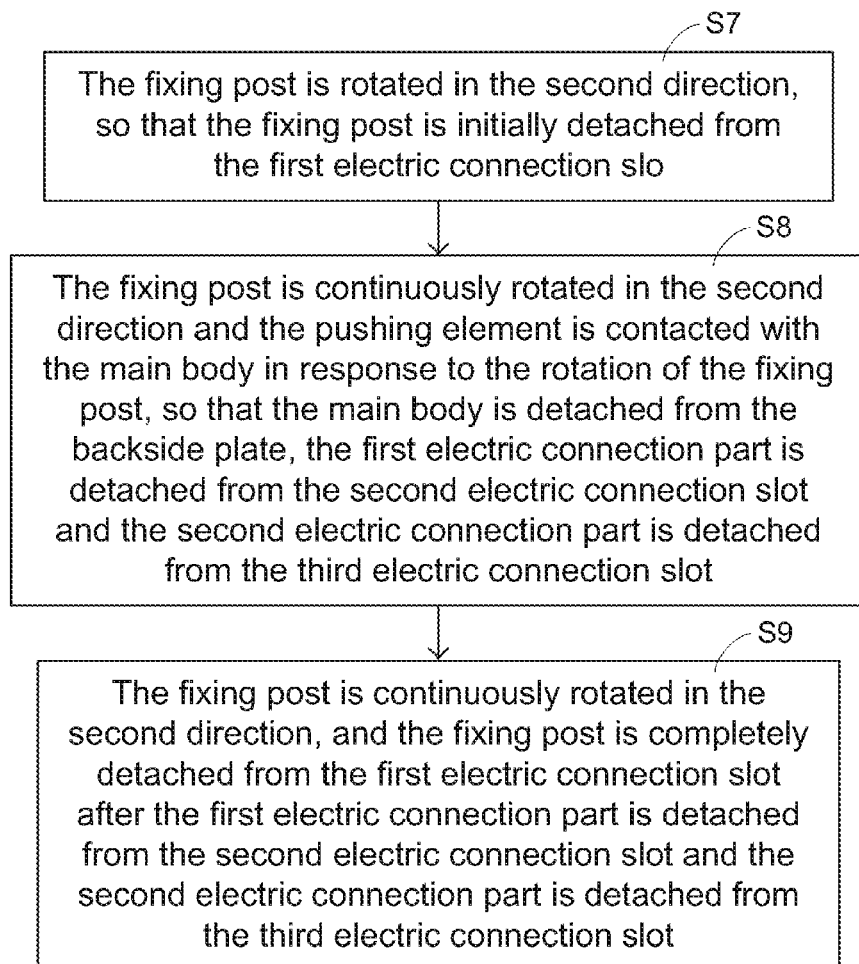 S7
The fixing post is rotated in the second direction,
so that the fixing post is initially detached from
the first electric connection slo
S8
The fixing post is continuously rotated in the second
direction and the pushing element is contacted with
the main body in response to the rotation of the fixing
post, so that the main body is detached from the
backside plate, the first electric connection part is
detached from the second electric connection slot
and the second electric connection part is detached
from the third electric connection slot
S9
The fixing post is continuously rotated in the
second direction, and the fixing post is completely
detached from the first electric connection slot
after the first electric connection part is detached
from the second electric connection slot and the
second electric connection part is detached from
the third electric connection slot